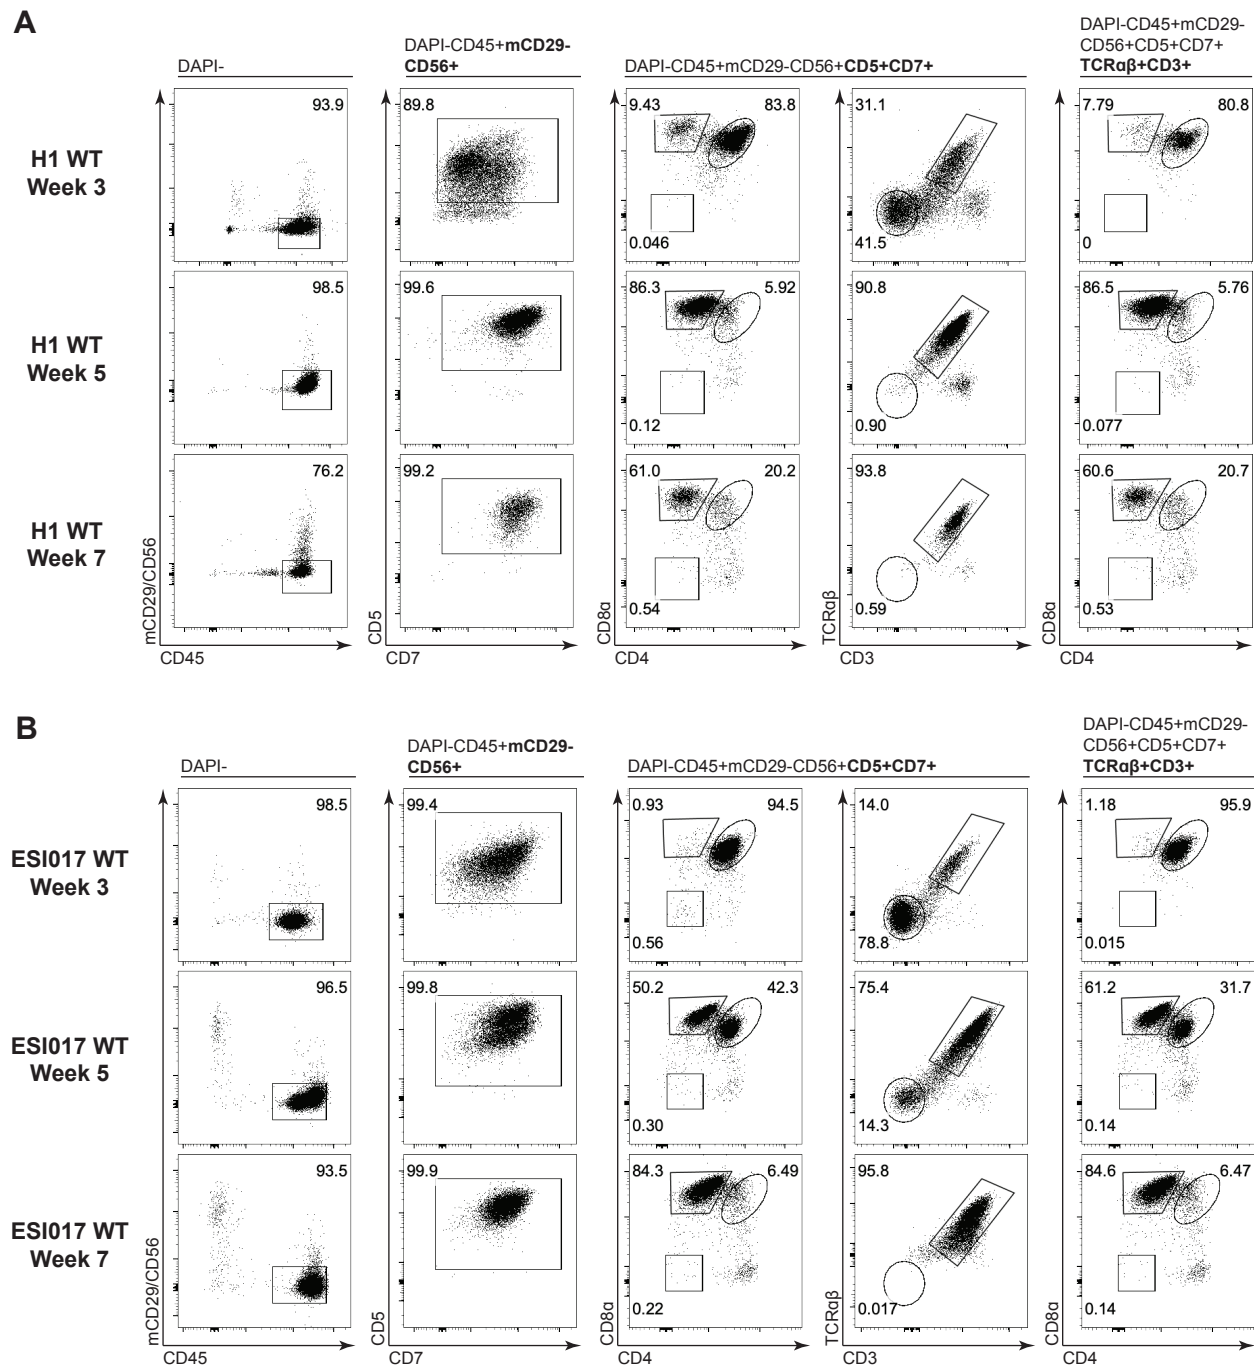 A
DAPI-
DAPI-CD45+mCD29-
CD56+
DAPI-CD45+mCD29-CD56+CD5+CD7+
DAPI-CD45+mCD29-
CD56+CD5+CD7+
TCRαβ+CD3+
H1 WT
Week 3
93.9
89.8
9.43 83.8
0.046
31.1
41.5
7.79 80.8
0
H1 WT
Week 5
98.5
99.6
86.3 5.92
0.12
90.8
0.90
86.5 5.76
0.077
H1 WT
Week 7
76.2
99.2
61.0 20.2
0.54
93.8
0.59
60.6 20.7
0.53
mCD29/CD56
CD45
CD5
CD7
CD8α
CD4
TCRαβ
CD3
CD8α
CD4
B
DAPI-
DAPI-CD45+mCD29-
CD56+
DAPI-CD45+mCD29-CD56+CD5+CD7+
DAPI-CD45+mCD29-
CD56+CD5+CD7+
TCRαβ+CD3+
ESI017 WT
Week 3
98.5
99.4
0.93 94.5
0.56
14.0
78.8
1.18 95.9
0.015
ESI017 WT
Week 5
96.5
99.8
50.2 42.3
0.30
75.4
14.3
61.2 31.7
0.14
ESI017 WT
Week 7
93.5
99.9
84.3 6.49
0.22
95.8
0.017
84.6 6.47
0.14
mCD29/CD56
CD45
CD5
CD7
CD8α
CD4
TCRαβ
CD3
CD8α
CD4